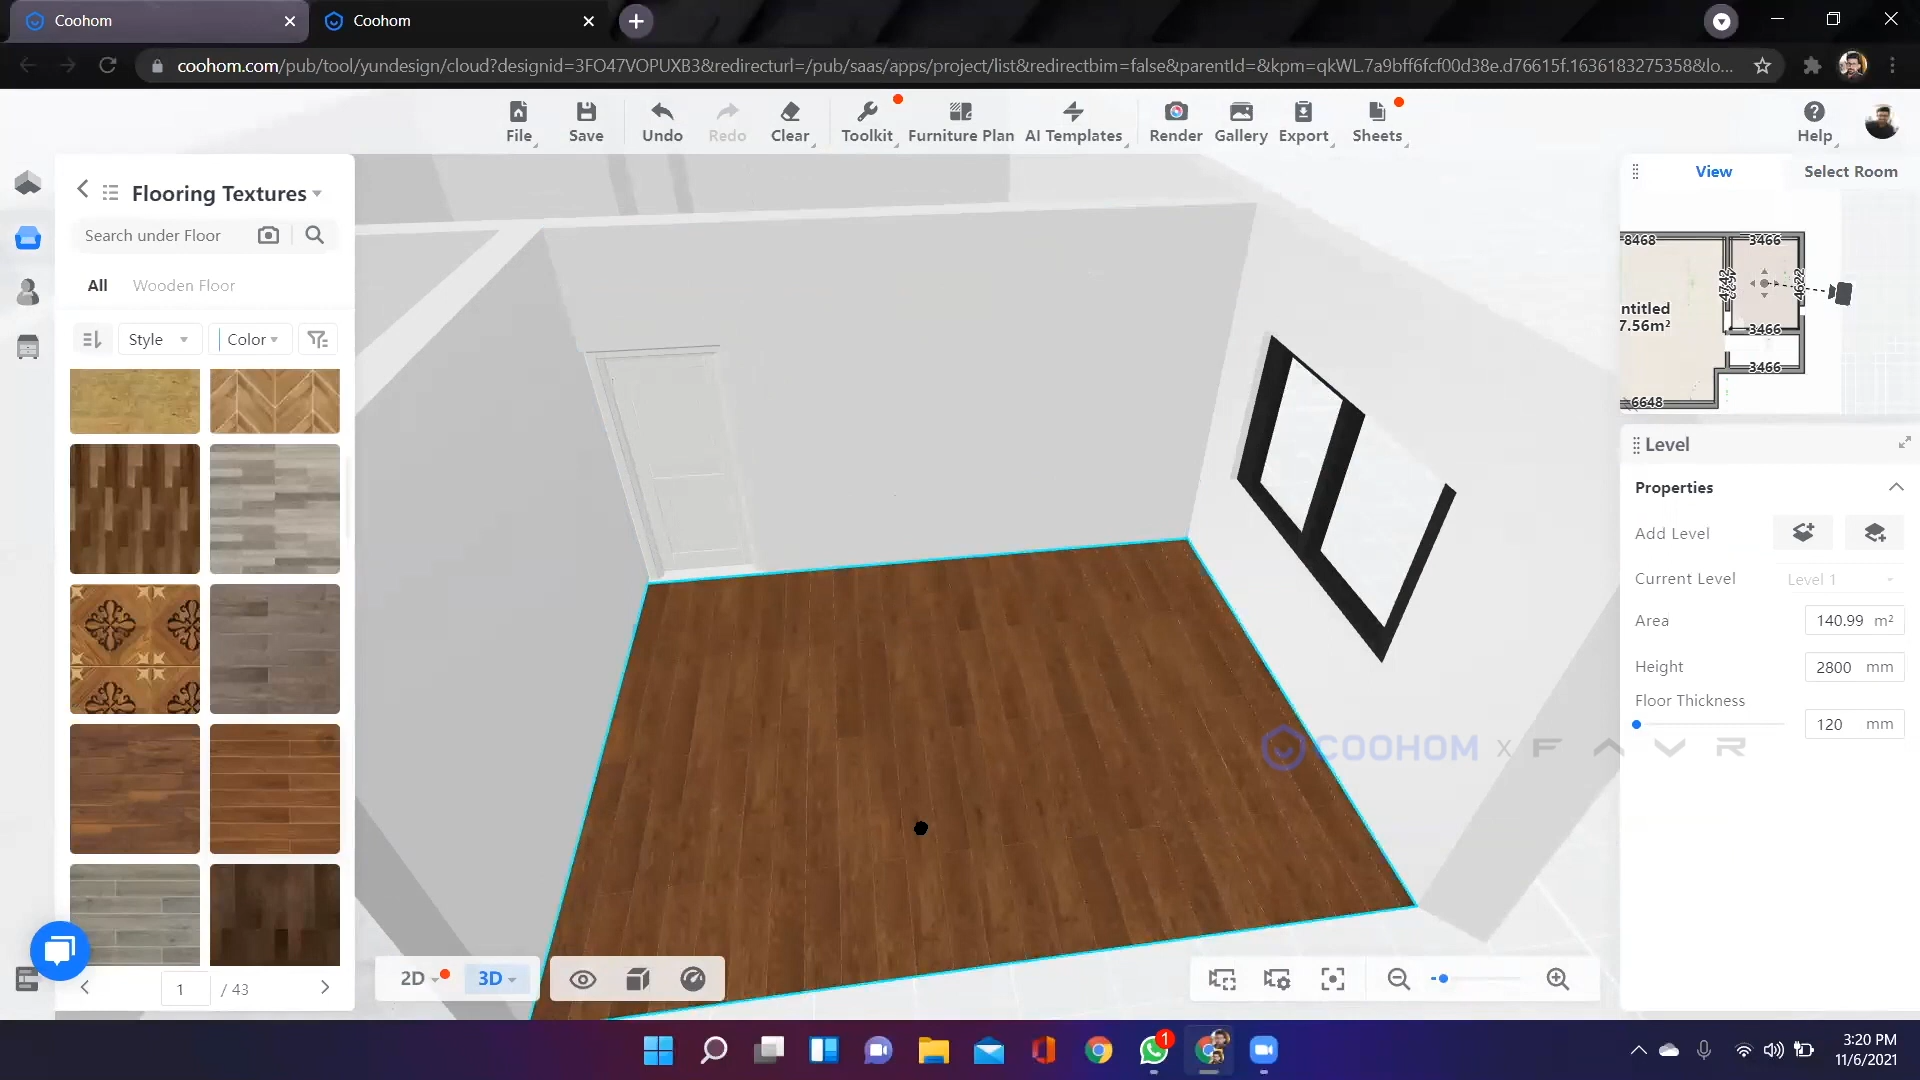 Coohom
Coohom
coohom.com/pub/tool/yundesign/cloud?designid=3FO47VOPUXB3&redirecturl=/pub/saas/apps/project/list&redirectbim=false&parentId=&kpm=qkWL.7a9bff6fcf00d38e.d76615f.1636183275358&lo...
File
Save
Undo
Redo
Clear
Toolkit
Furniture Plan
AI Templates
Render
Gallery
Export
Sheets
Help
Flooring Textures
Search under Floor
All
Wooden Floor
Style
Color
1 / 43
2D
3D
View
Select Room
8468
3466
4742
4622
4622
ntitled
7.56m²
3466
3466
6648
Level
Properties
Add Level
Current Level
Level 1
Area
140.99 m²
Height
2800 mm
Floor Thickness
120 mm
COOHOM x F A V R
1
3:20 PM
11/6/2021